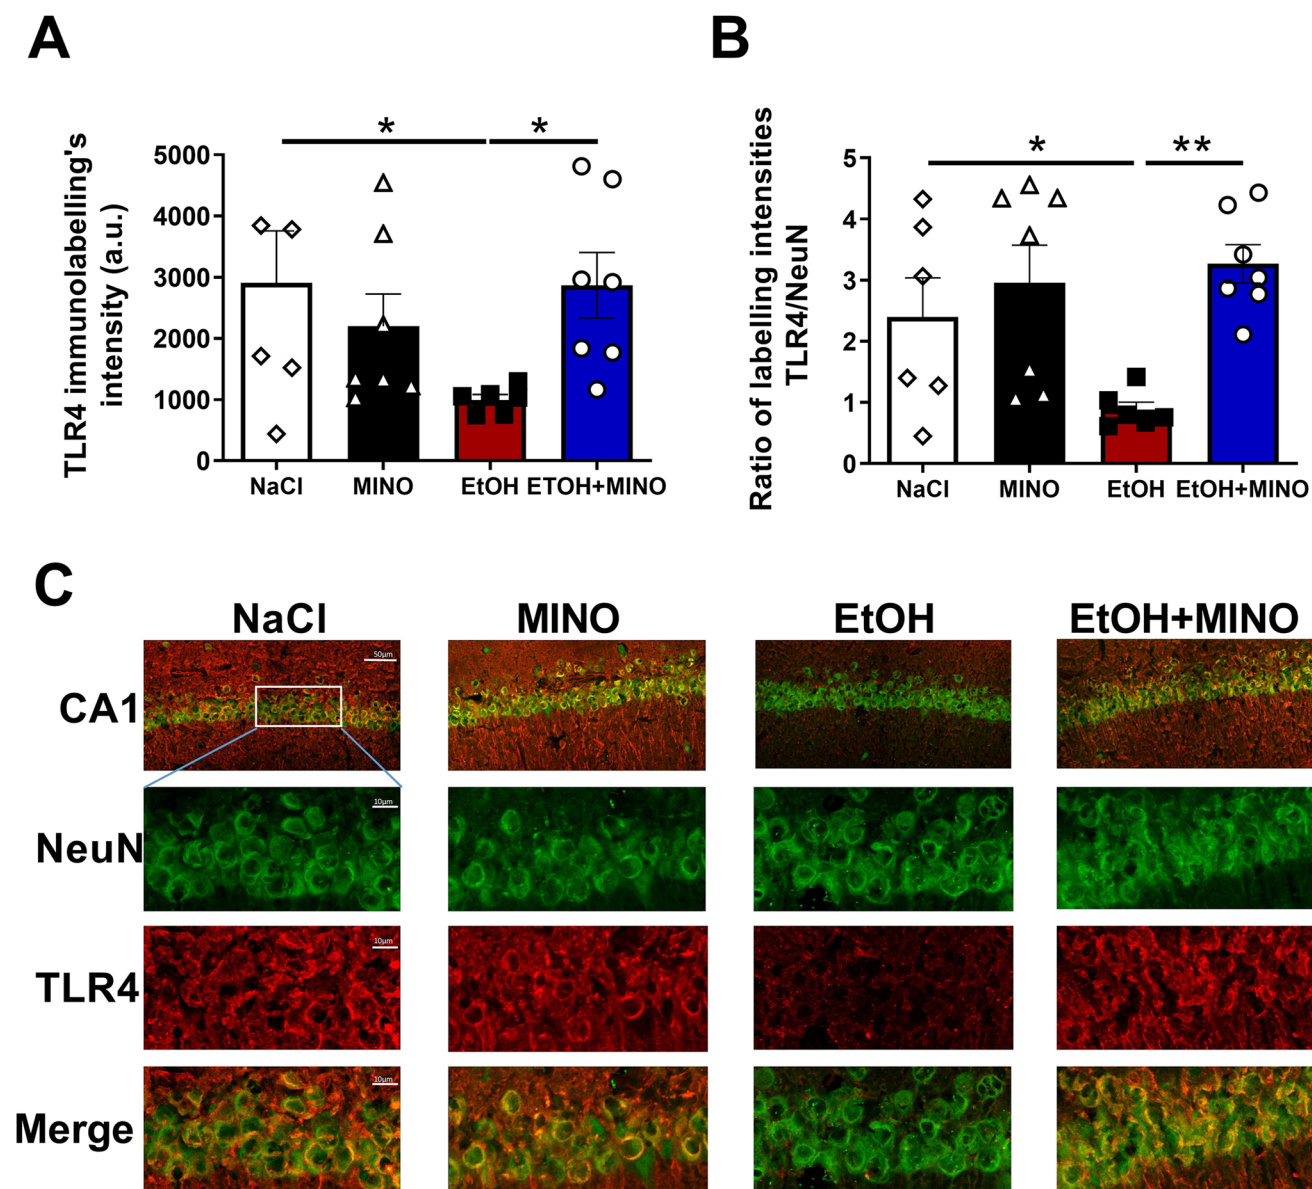 A
B
TLR4 immunolabelling's
intensity (a.u.)
* *
5000
4000
3000
2000
1000
0
NaCl MINO EtOH ETOH+MINO
Ratio of labelling intensities
TLR4/NeuN
* **
5
4
3
2
1
0
NaCl MINO EtOH EtOH+MINO
C
NaCl MINO EtOH EtOH+MINO
CA1
50µm
NeuN
10µm
TLR4
10µm
Merge
10µm